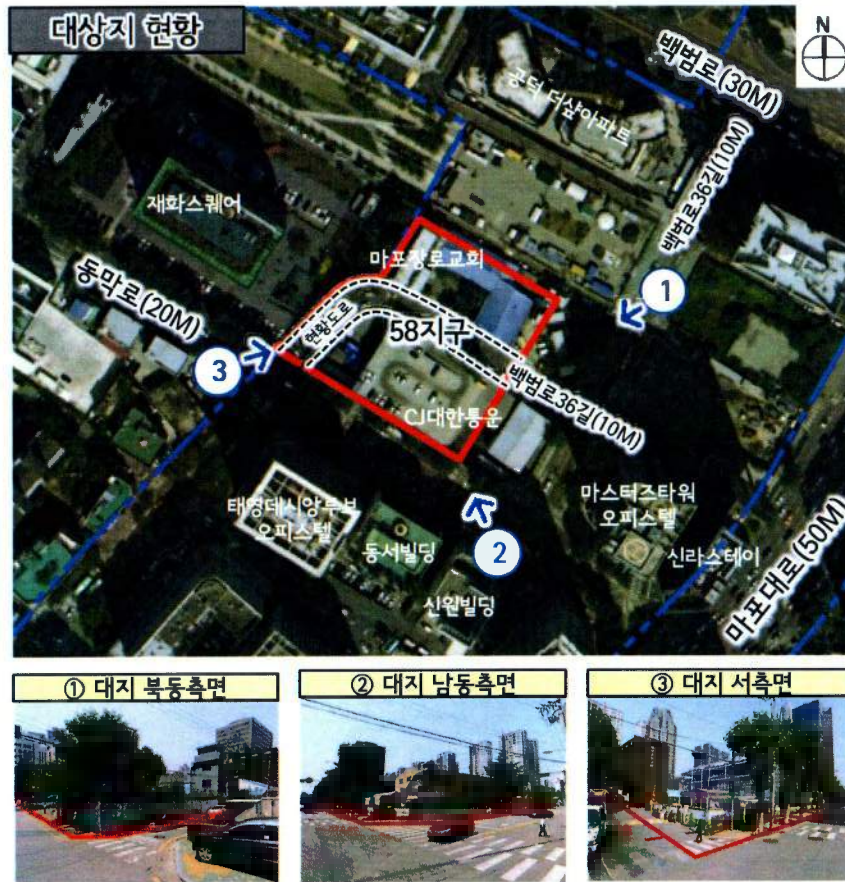 대상지 현황
N
백범로(30M)
공덕 더샾아파트
백범로36길(10M)
재화스퀘어
마포장로교회
1
동막로(20M)
현황도로
58지구
3
백범로36길(10M)
CJ대한통운
태영데시앙루브
오피스텔
마스터즈타워
오피스텔
2
동서빌딩
신라스테이
마포대로(50M)
신원빌딩
① 대지 북동측면
② 대지 남동측면
③ 대지 서측면